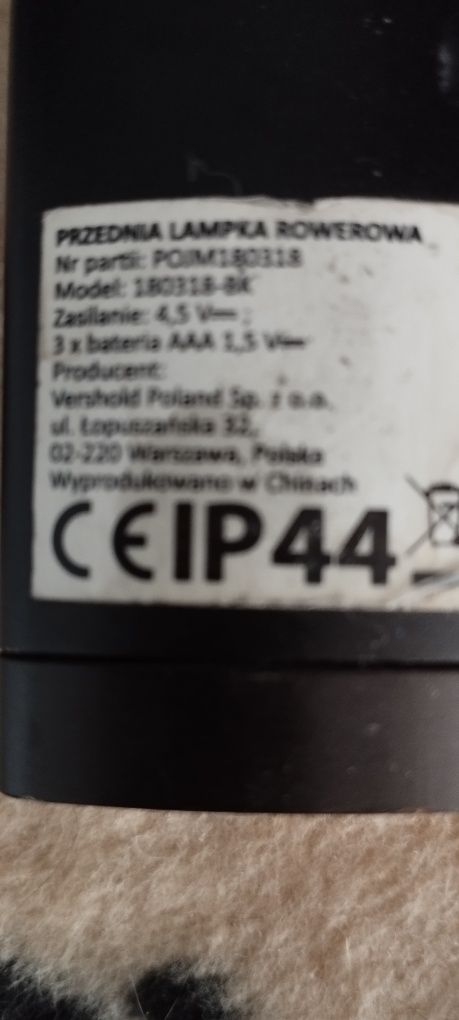 PRZEDNIA LAMPKA ROWEROWA
Nr partii: POJM180318
Model: 180318-BK
Zasilanie: 4,5 V⎓ ;
3 x bateria AAA 1,5 V⎓
Producent:
Vershold Poland Sp. z o.o.
ul. Łopuszańska 32,
02-220 Warszawa, Polska
Wyprodukowano w Chinach
CE IP44